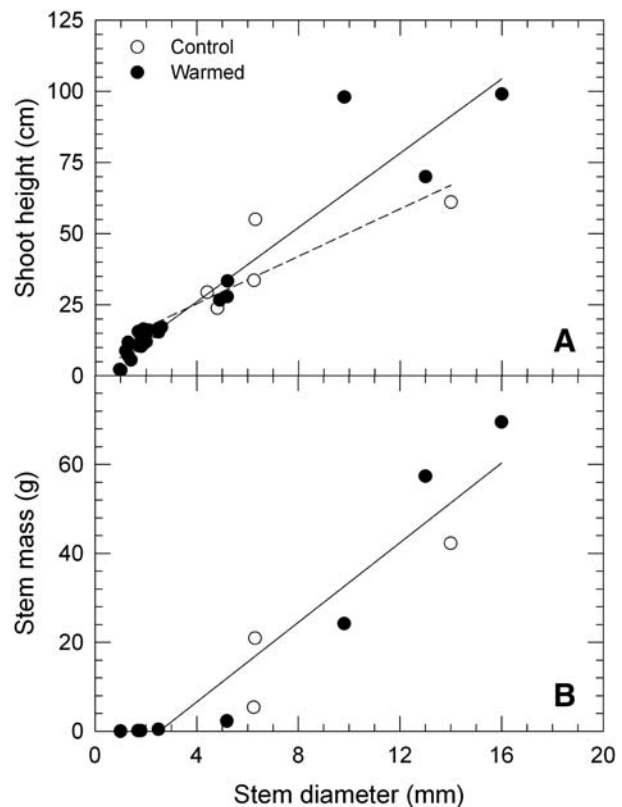 125
100
75
50
25
0
Shoot height (cm)
Control
Warmed
A
60
40
20
0
Stem mass (g)
B
0 4 8 12 16 20
Stem diameter (mm)